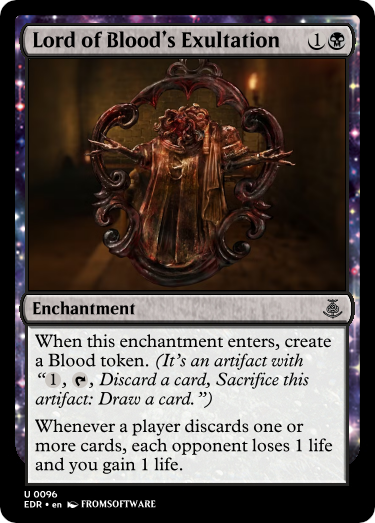 Lord of Blood's Exultation 1
Enchantment
When this enchantment enters, create
a Blood token. (It's an artifact with
“1, Discard a card, Sacrifice this
artifact: Draw a card.”)
Whenever a player discards one or
more cards, each opponent loses 1 life
and you gain 1 life.
U 0096
EDR • en FROMSOFTWARE